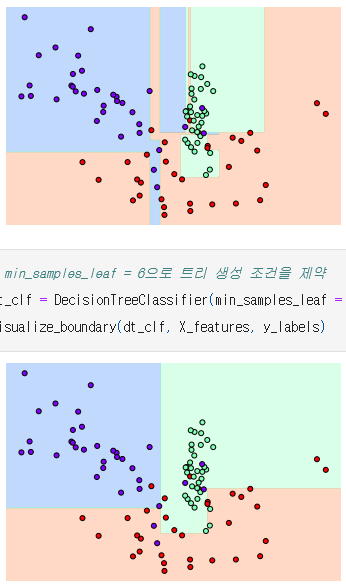 min_samples_leaf = 6으로 트리 생성 조건을 제약
t_clf = DecisionTreeClassifier(min_samples_leaf =
isualize_boundary(dt_clf, X_features, y_labels)